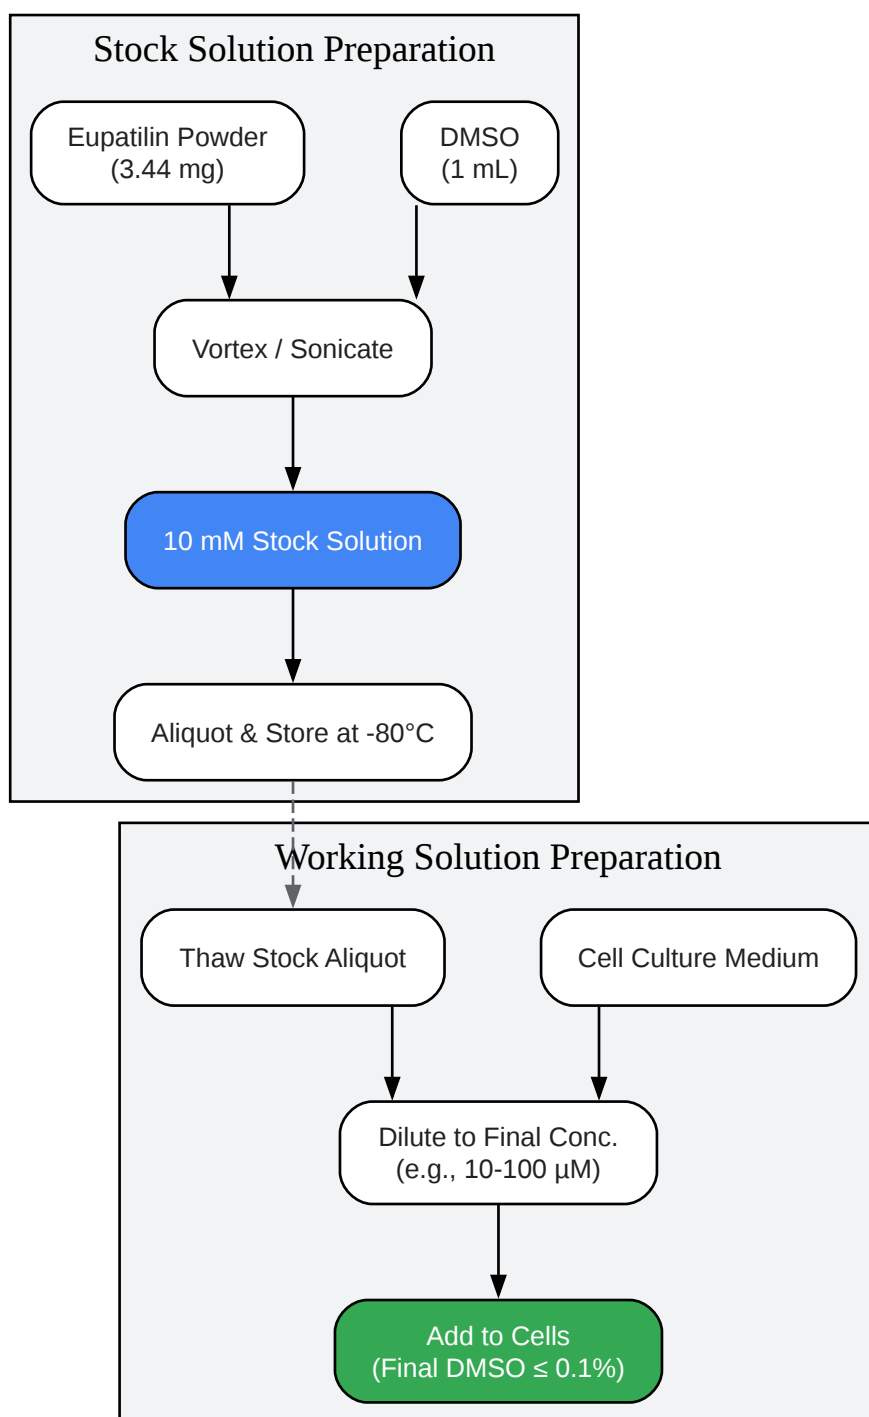 Stock Solution Preparation
Eupatilin Powder
(3.44 mg)
DMSO
(1 mL)
Vortex / Sonicate
10 mM Stock Solution
Aliquot & Store at -80°C
Working Solution Preparation
Thaw Stock Aliquot
Cell Culture Medium
Dilute to Final Conc.
(e.g., 10-100 µM)
Add to Cells
(Final DMSO ≤ 0.1%)